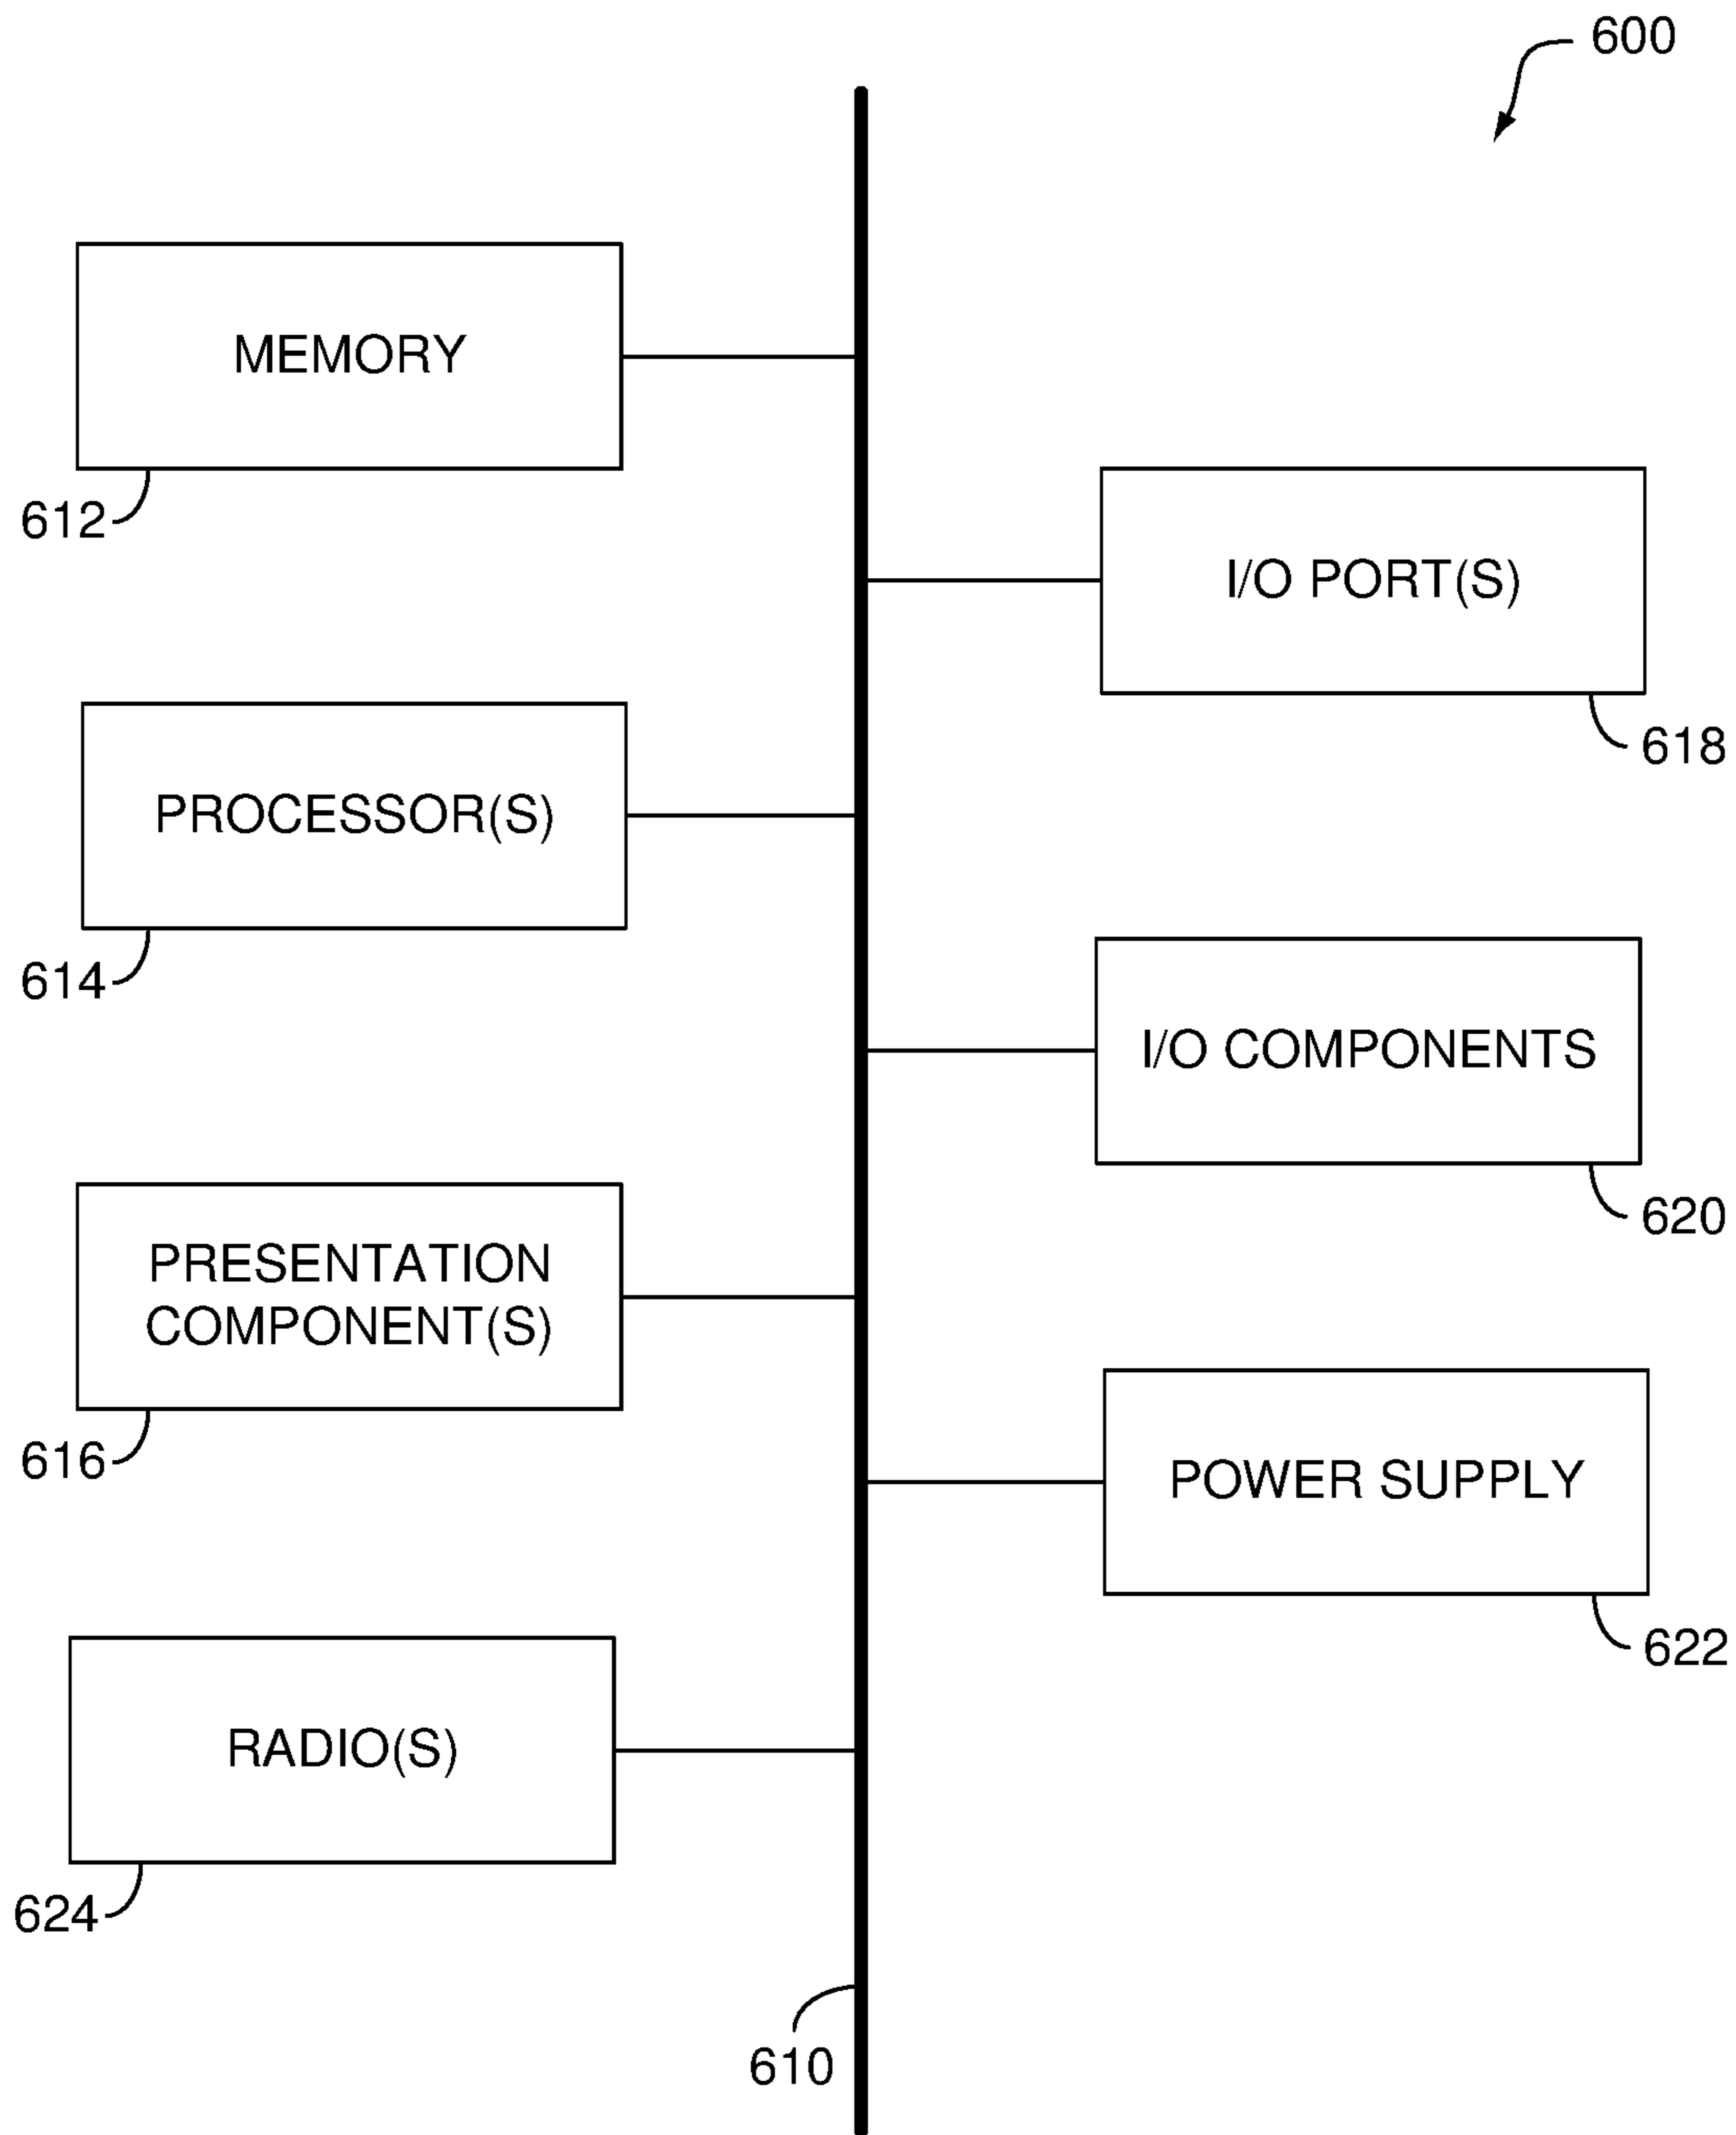 600
MEMORY
612
I/O PORT(S)
618
PROCESSOR(S)
614
I/O COMPONENTS
620
PRESENTATION
COMPONENT(S)
616
POWER SUPPLY
622
RADIO(S)
624
610